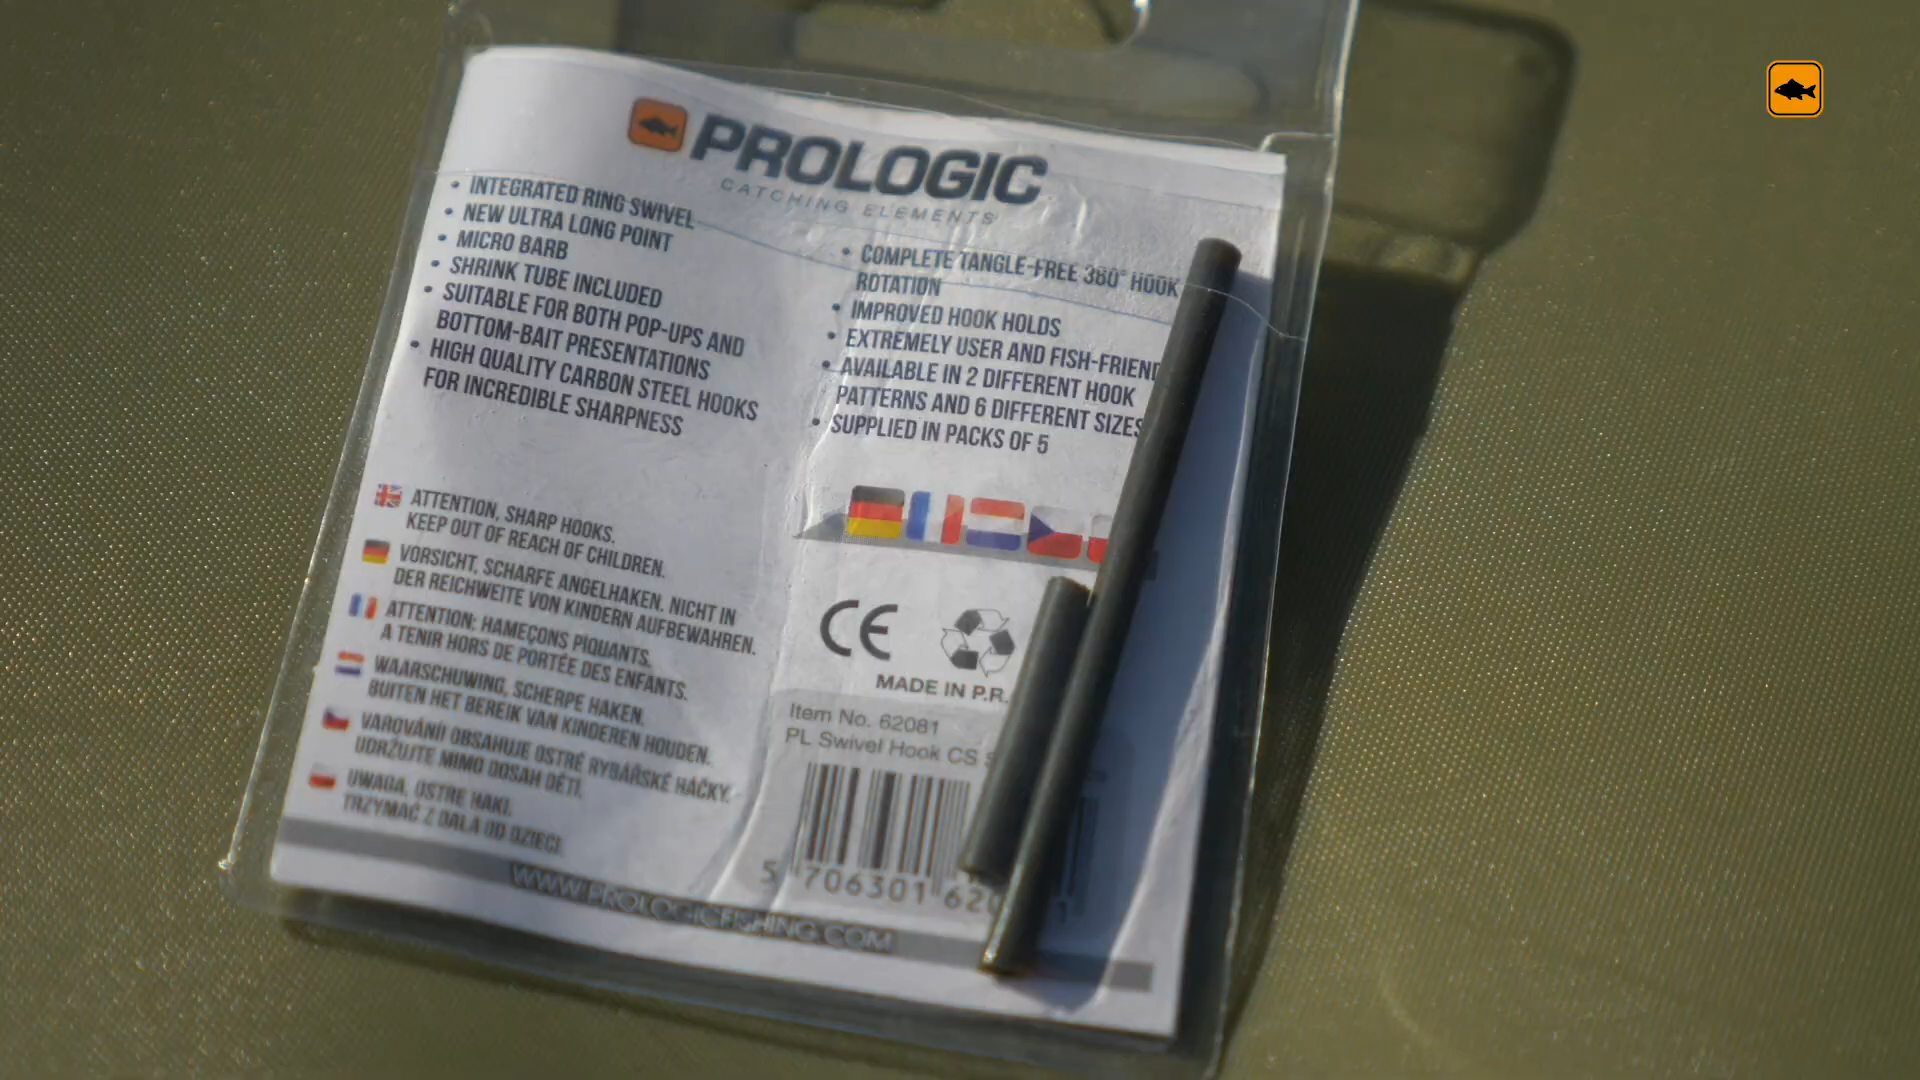 PROLOGIC
CATCHING ELEMENTS
• INTEGRATED RING SWIVEL
• NEW ULTRA LONG POINT
• MICRO BARB
• SHRINK TUBE INCLUDED
• SUITABLE FOR BOTH POP-UPS AND
BOTTOM-BAIT PRESENTATIONS
• HIGH QUALITY CARBON STEEL HOOKS
FOR INCREDIBLE SHARPNESS
• COMPLETE TANGLE-FREE 360° HOOK
ROTATION
• IMPROVED HOOK HOLDS
• EXTREMELY USER AND FISH-FRIEND
• AVAILABLE IN 2 DIFFERENT HOOK
PATTERNS AND 6 DIFFERENT SIZES
• SUPPLIED IN PACKS OF 5
ATTENTION, SHARP HOOKS.
KEEP OUT OF REACH OF CHILDREN.
VORSICHT, SCHARFE ANGELHAKEN. NICHT IN
DER REICHWEITE VON KINDERN AUFBEWAHREN.
ATTENTION: HAMEÇONS PIQUANTS.
A TENIR HORS DE PORTÉE DES ENFANTS.
WAARSCHUWING, SCHERPE HAKEN.
BUITEN HET BEREIK VAN KINDEREN HOUDEN.
VAROVÁNÍ! OBSAHUJE OSTRÉ RYBÁŘSKÉ HÁČKY.
UDRŽUJTE MIMO DOSAH DĚTÍ.
UWAGA, OSTRE HAKI.
TRZYMAĆ Z DALA OD DZIECI.
CE
MADE IN P.R.
Item No. 62081
PL Swivel Hook CS S
5 706301 620 1
WWW.PROLOGICFISHING.COM